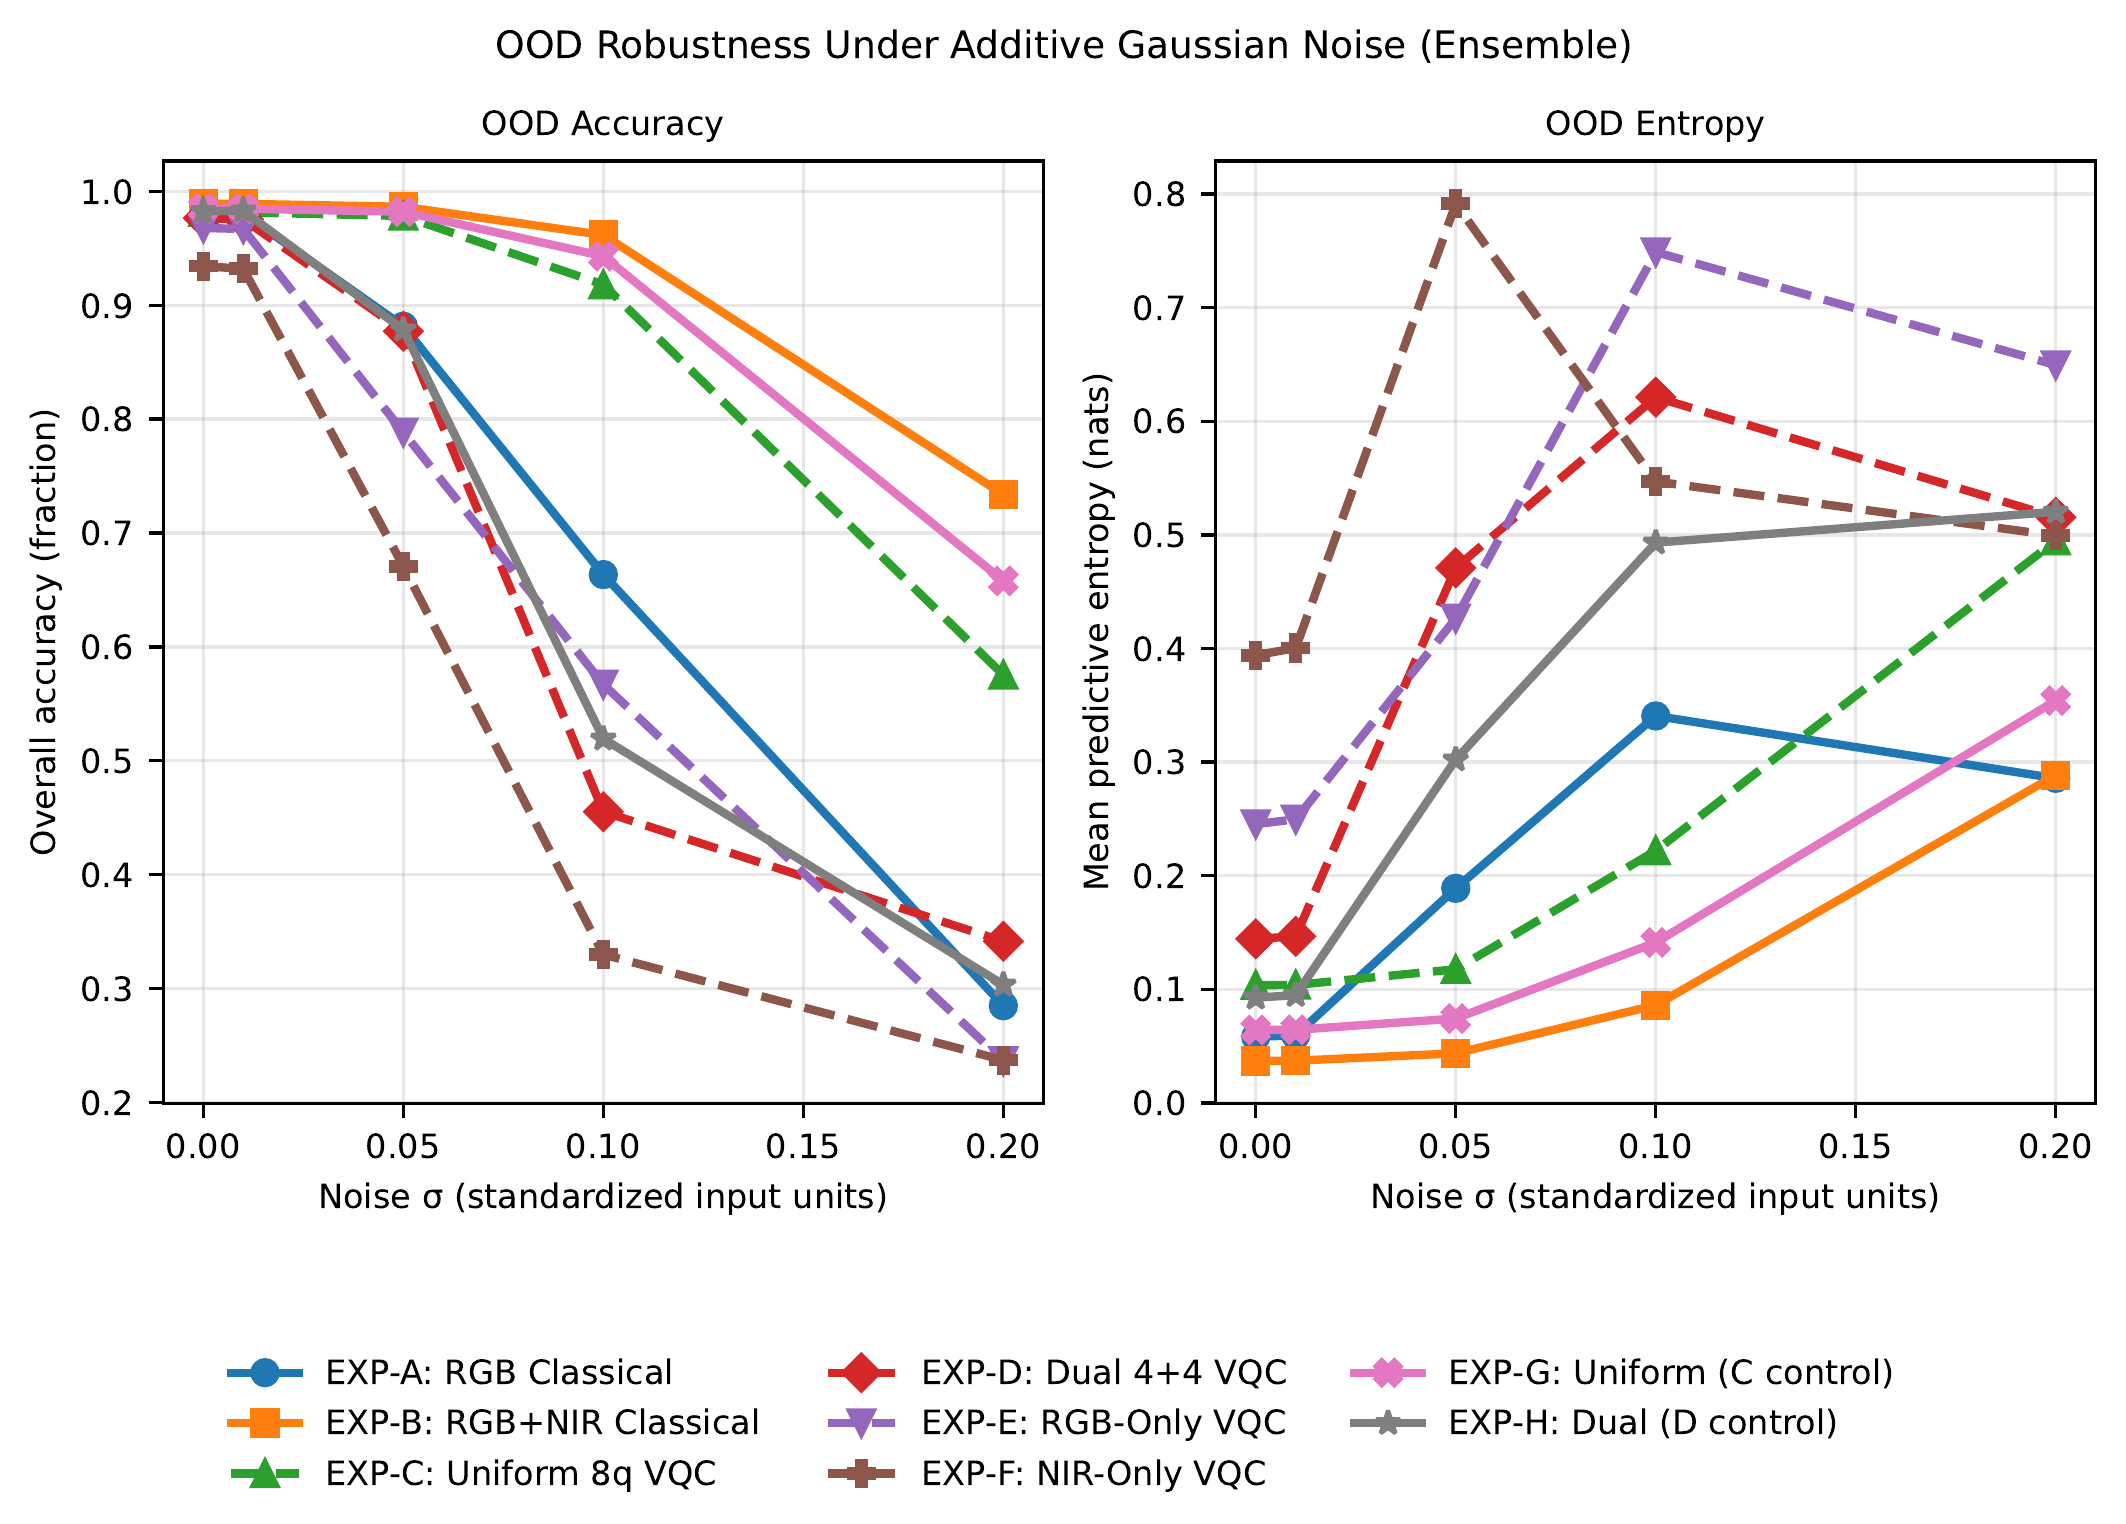 OOD Robustness Under Additive Gaussian Noise (Ensemble)
OOD Accuracy
Overall accuracy (fraction)
1.0
0.9
0.8
0.7
0.6
0.5
0.4
0.3
0.2
0.00 0.05 0.10 0.15 0.20
Noise σ (standardized input units)
OOD Entropy
Mean predictive entropy (nats)
0.8
0.7
0.6
0.5
0.4
0.3
0.2
0.1
0.0
0.00 0.05 0.10 0.15 0.20
Noise σ (standardized input units)
EXP-A: RGB Classical
EXP-B: RGB+NIR Classical
EXP-C: Uniform 8q VQC
EXP-D: Dual 4+4 VQC
EXP-E: RGB-Only VQC
EXP-F: NIR-Only VQC
EXP-G: Uniform (C control)
EXP-H: Dual (D control)